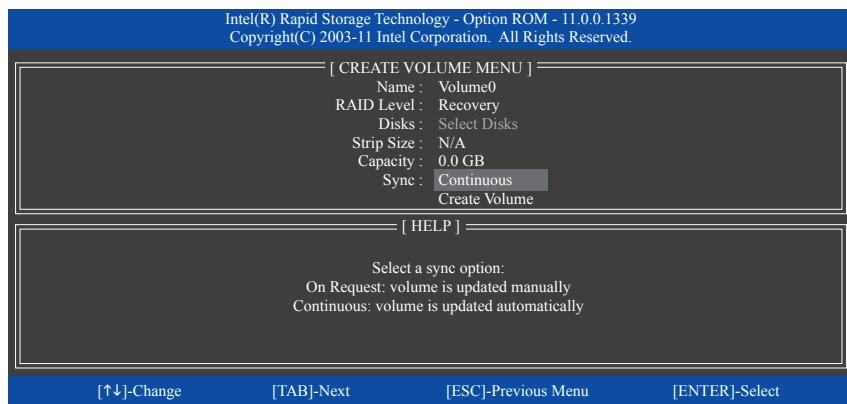 Intel(R) Rapid Storage Technology - Option ROM - 11.0.0.1339
Copyright(C) 2003-11 Intel Corporation. All Rights Reserved.
[ CREATE VOLUME MENU ]
Name : Volume0
RAID Level : Recovery
Disks : Select Disks
Strip Size : N/A
Capacity : 0.0 GB
Sync : Continuous
Create Volume
[ HELP ]
Select a sync option:
On Request: volume is updated manually
Continuous: volume is updated automatically
[↑↓]-Change [TAB]-Next [ESC]-Previous Menu [ENTER]-Select